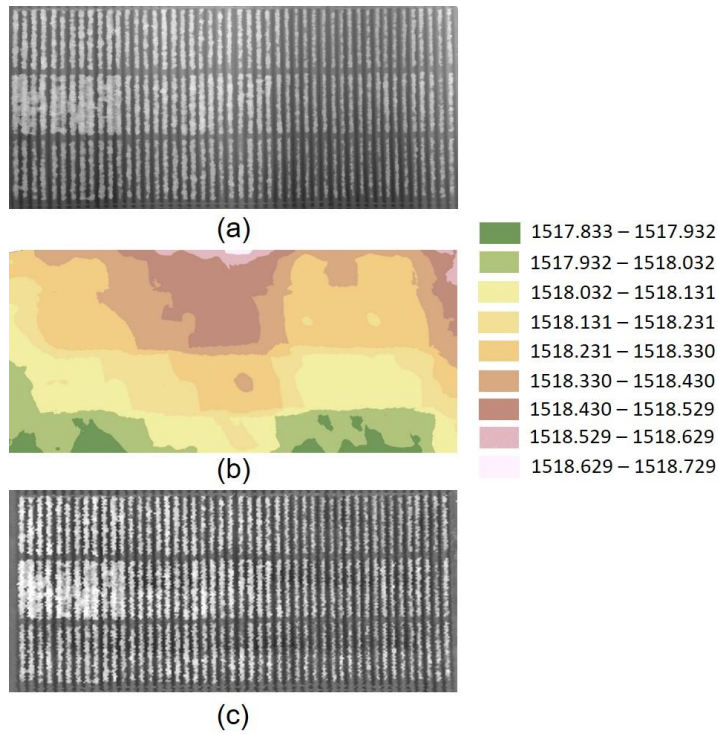 (a)
1517.833 – 1517.932
1517.932 – 1518.032
1518.032 – 1518.131
1518.131 – 1518.231
1518.231 – 1518.330
1518.330 – 1518.430
1518.430 – 1518.529
1518.529 – 1518.629
1518.629 – 1518.729
(b)
(c)